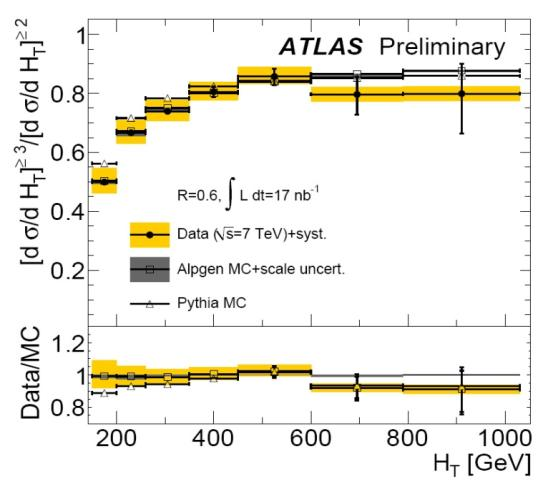 ATLAS Preliminary
[d σ/d H_T]^≥3/[d σ/d H_T]^≥2
1
0.8
0.6
0.4
0.2
R=0.6, ∫ L dt=17 nb⁻¹
Data (√s=7 TeV)+syst.
Alpgen MC+scale uncert.
Pythia MC
Data/MC
1.2
1
0.8
200 400 600 800 1000
H_T [GeV]